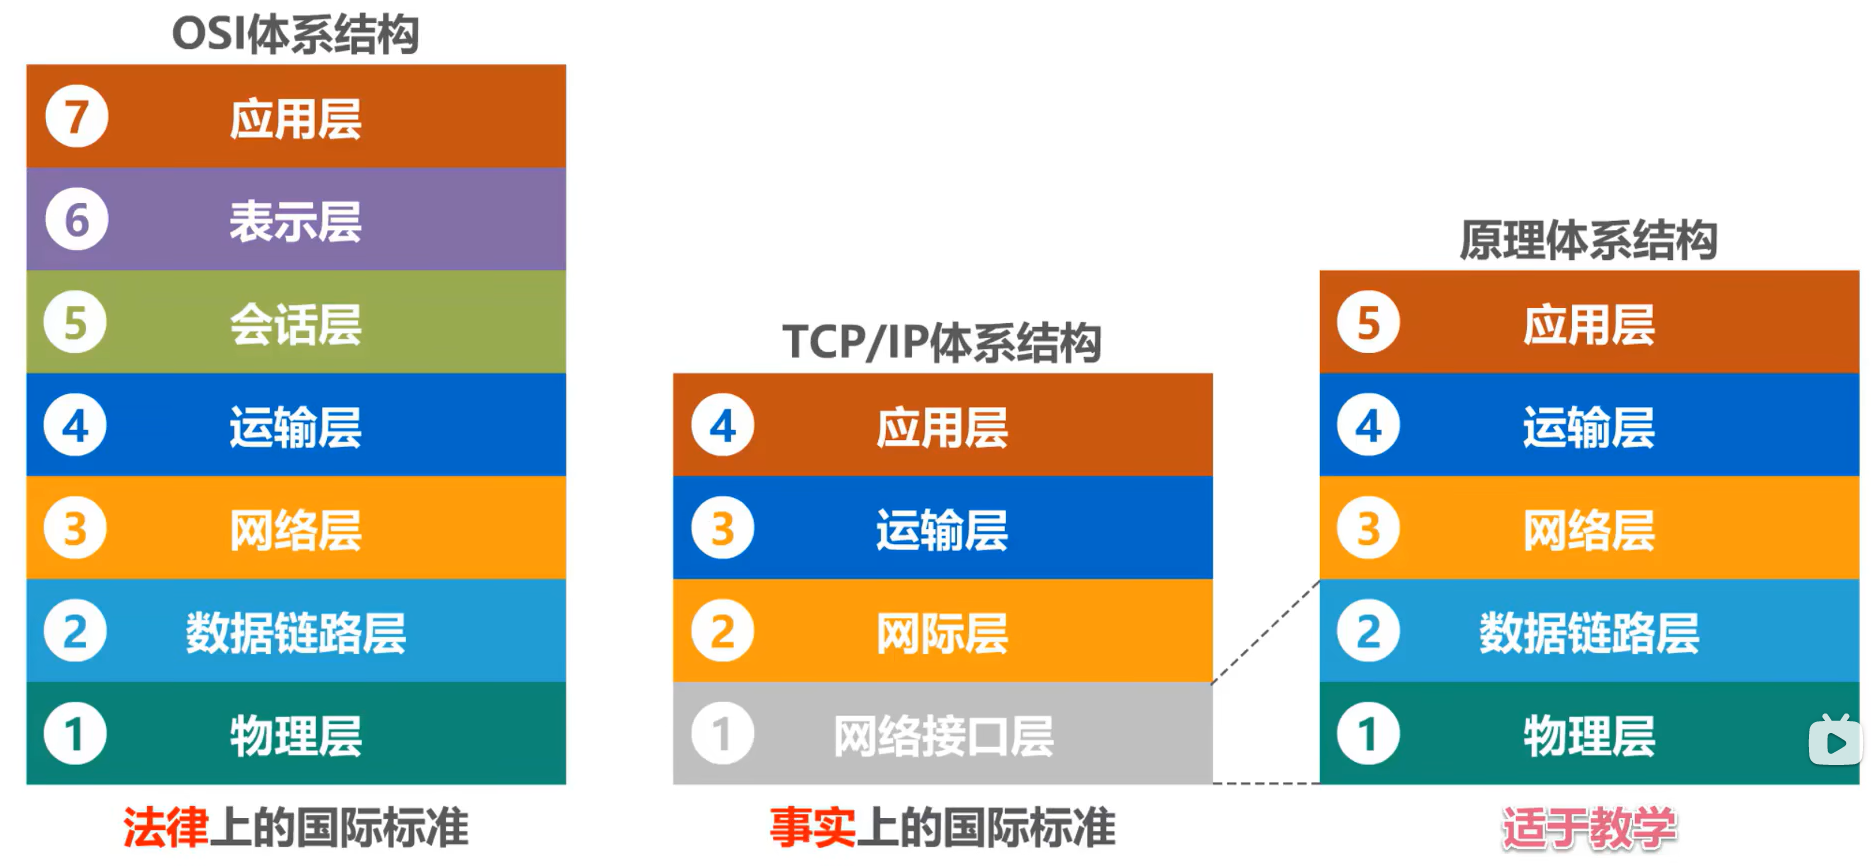 OSI体系结构
7 应用层
6 表示层
5 会话层
4 运输层
3 网络层
2 数据链路层
1 物理层
法律上的国际标准
TCP/IP体系结构
4 应用层
3 运输层
2 网际层
1 网络接口层
事实上的国际标准
原理体系结构
5 应用层
4 运输层
3 网络层
2 数据链路层
1 物理层
适于教学